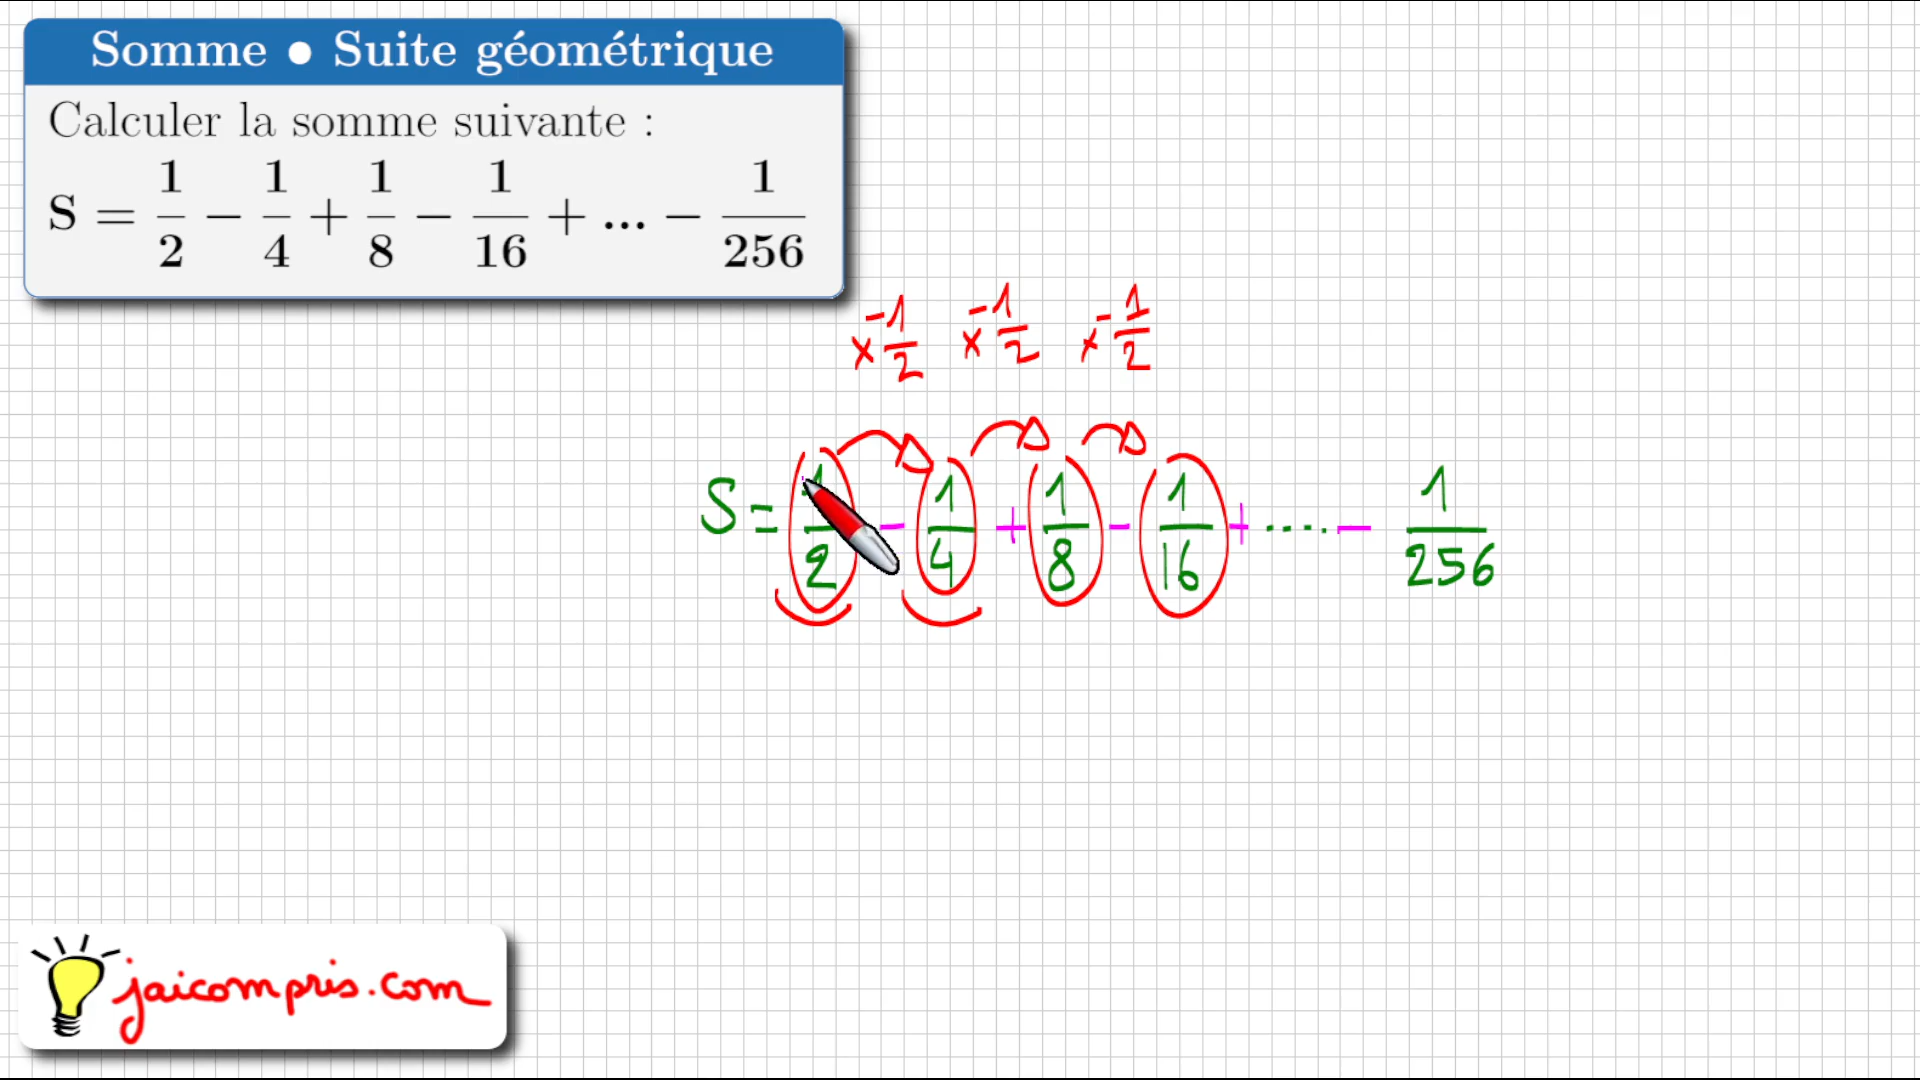 Somme • Suite géométrique
Calculer la somme suivante :
S = 1/2 − 1/4 + 1/8 − 1/16 + ... − 1/256
×-1/2 ×-1/2 ×-1/2
S = 1/2 - 1/4 + 1/8 - 1/16 + ..... - 1/256
jaicompris.com